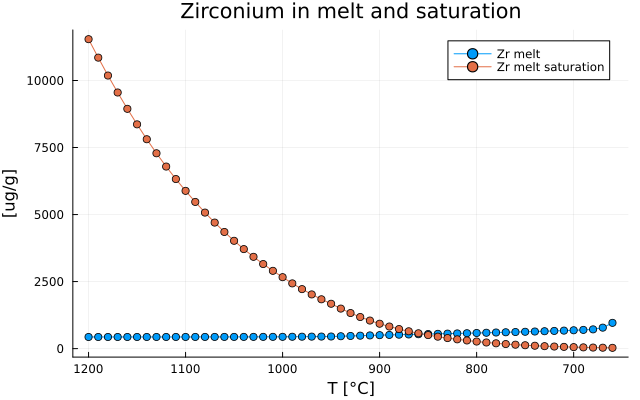 Zirconium in melt and saturation
Zr melt
Zr melt saturation
[ug/g]
10000
7500
5000
2500
0
1200 1100 1000 900 800 700
T [°C]